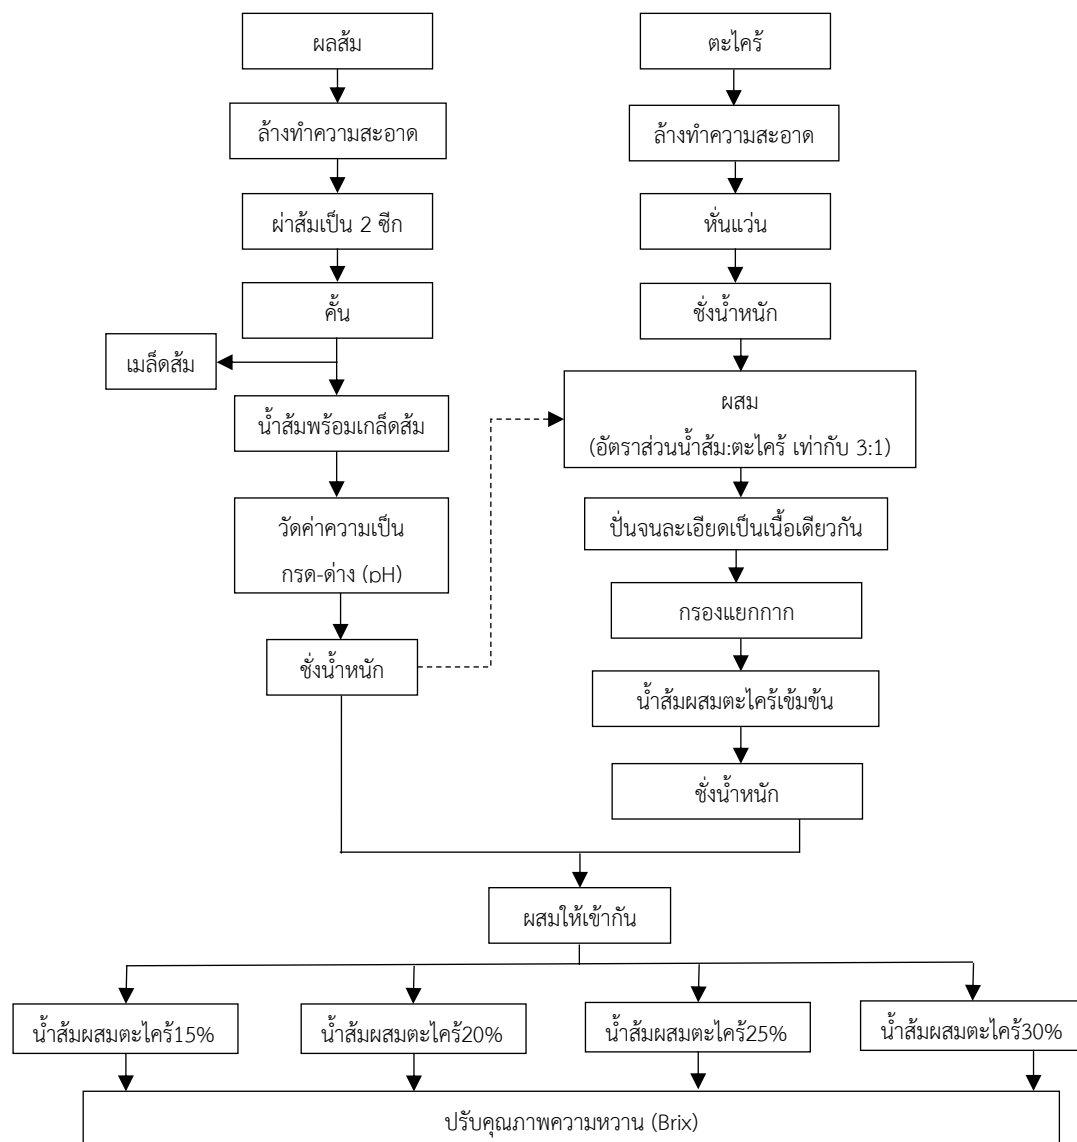 ผลส้ม
ตะไคร้
ล้างทำความสะอาด
ล้างทำความสะอาด
ผ่าส้มเป็น 2 ซีก
หั่นแว่น
คั้น
ชั่งน้ำหนัก
เมล็ดส้ม
น้ำส้มพร้อมเกล็ดส้ม
ผสม
(อัตราส่วนน้ำส้ม:ตะไคร้ เท่ากับ 3:1)
วัดค่าความเป็น
กรด-ด่าง (pH)
ปั่นจนละเอียดเป็นเนื้อเดียวกัน
กรองแยกกาก
ชั่งน้ำหนัก
น้ำส้มผสมตะไคร้เข้มข้น
ชั่งน้ำหนัก
ผสมให้เข้ากัน
น้ำส้มผสมตะไคร้15%
น้ำส้มผสมตะไคร้20%
น้ำส้มผสมตะไคร้25%
น้ำส้มผสมตะไคร้30%
ปรับคุณภาพความหวาน (Brix)